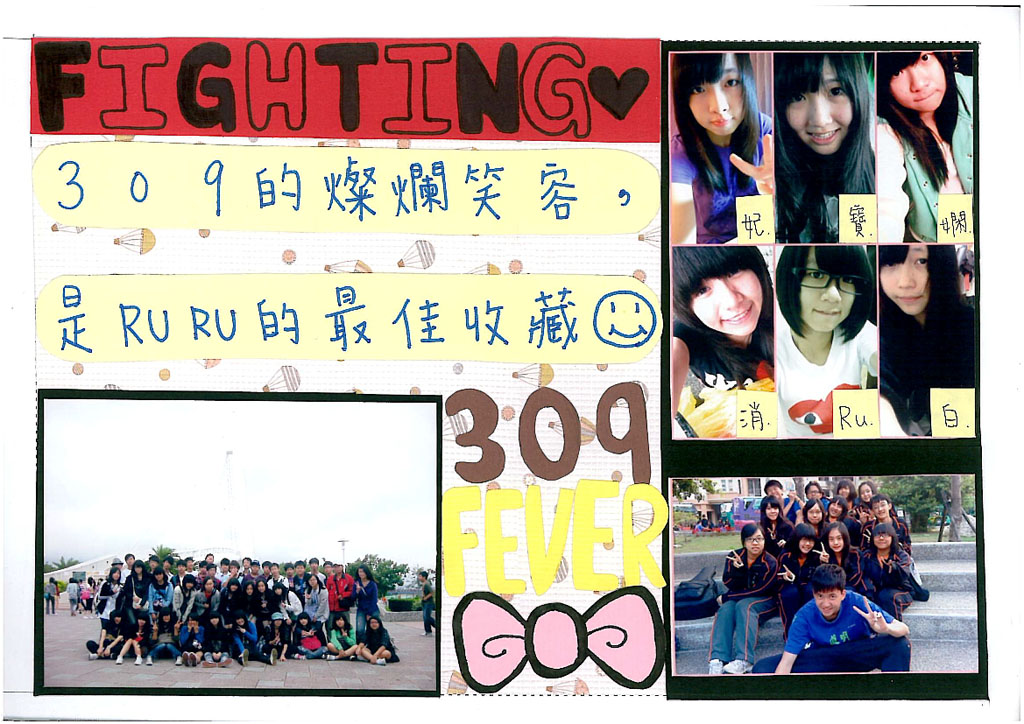 FIGHTING♥
309的燦爛笑容,
是RURU的最佳收藏☺
妃.
寶.
嫻.
消.
Ru.
白.
309
FEVER